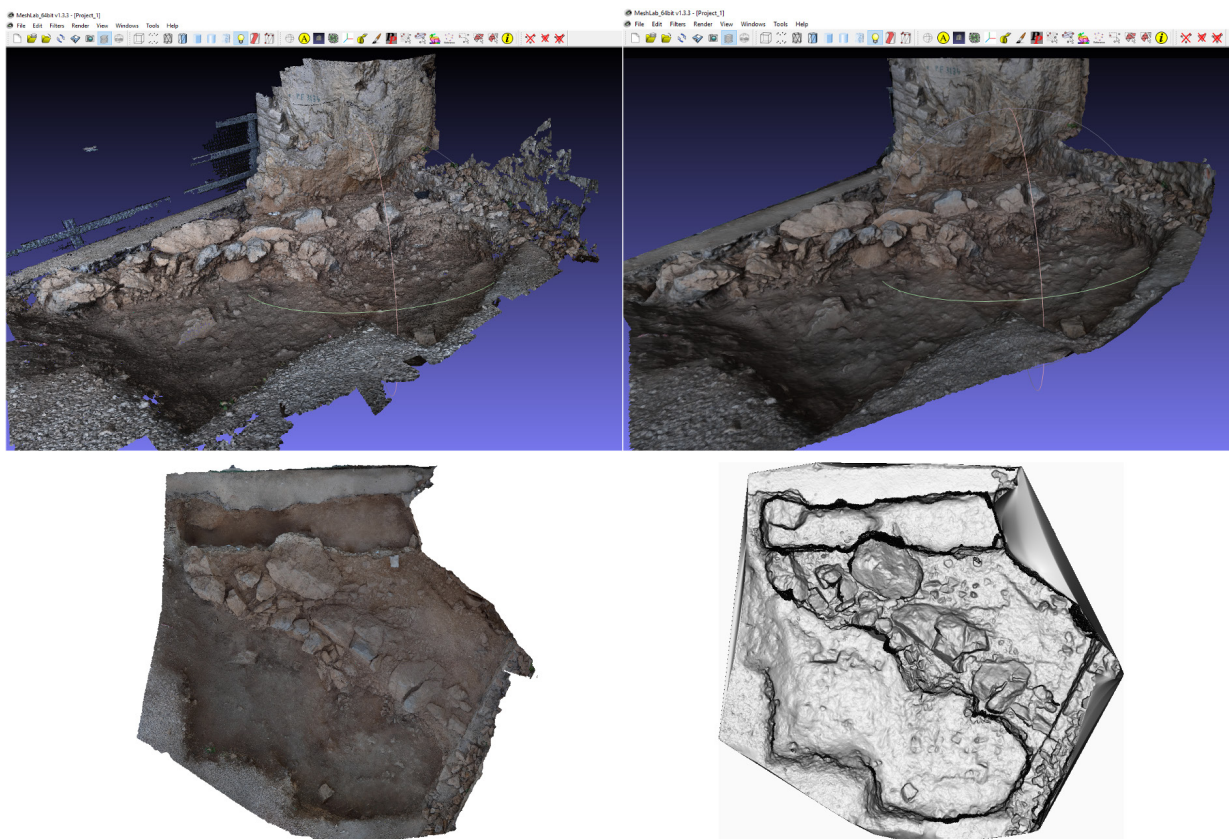 MeshLab_64bit v1.3.3 - [Project_1]
File Edit Filters Render View Windows Tools Help
MeshLab_64bit v1.3.3 - [Project_1]
File Edit Filters Render View Windows Tools Help